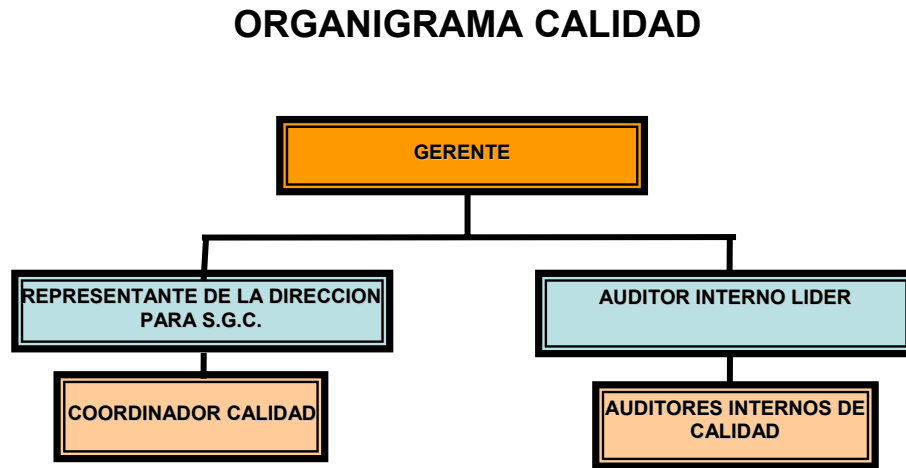 ORGANIGRAMA CALIDAD
GERENTE
REPRESENTANTE DE LA DIRECCION
PARA S.G.C.
AUDITOR INTERNO LIDER
COORDINADOR CALIDAD
AUDITORES INTERNOS DE
CALIDAD